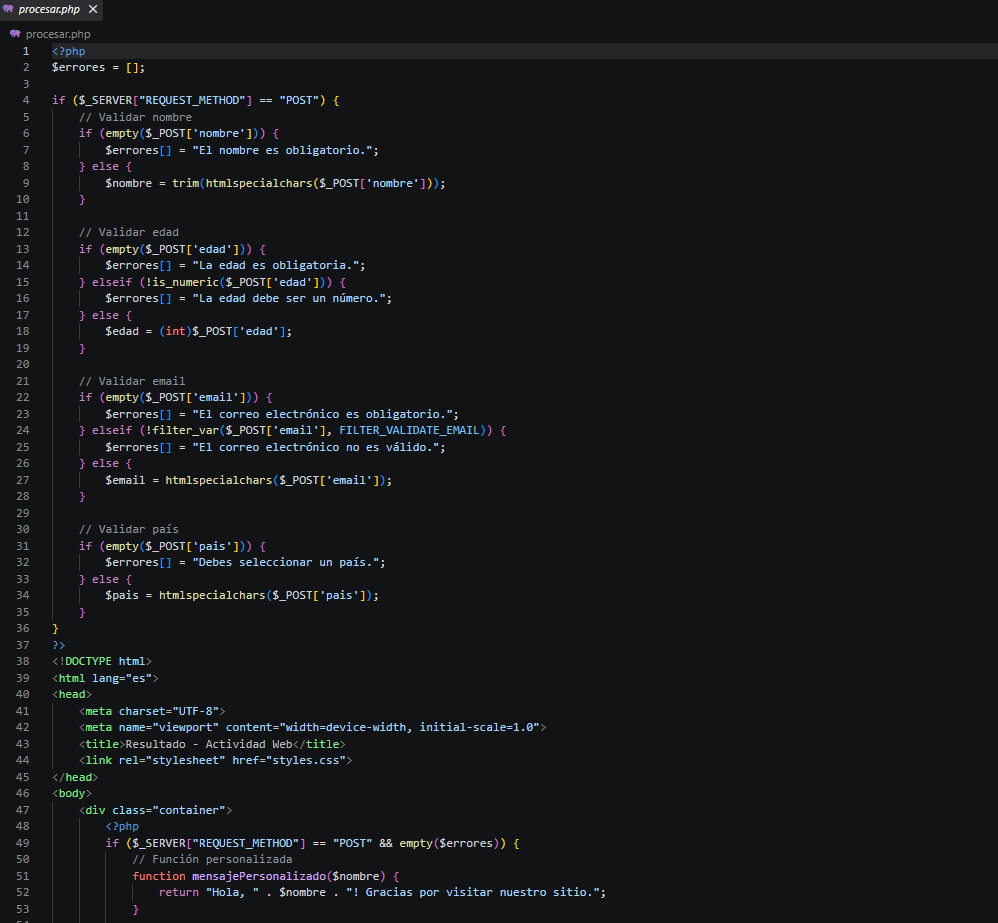 procesar.php
procesar.php
1 <?php
2 $errores = [];
3
4 if ($_SERVER["REQUEST_METHOD"] == "POST") {
5     // Validar nombre
6     if (empty($_POST['nombre'])) {
7         $errores[] = "El nombre es obligatorio.";
8     } else {
9         $nombre = trim(htmlspecialchars($_POST['nombre']));
10     }
11
12     // Validar edad
13     if (empty($_POST['edad'])) {
14         $errores[] = "La edad es obligatoria.";
15     } elseif (!is_numeric($_POST['edad'])) {
16         $errores[] = "La edad debe ser un número.";
17     } else {
18         $edad = (int)$_POST['edad'];
19     }
20
21     // Validar email
22     if (empty($_POST['email'])) {
23         $errores[] = "El correo electrónico es obligatorio.";
24     } elseif (!filter_var($_POST['email'], FILTER_VALIDATE_EMAIL)) {
25         $errores[] = "El correo electrónico no es válido.";
26     } else {
27         $email = htmlspecialchars($_POST['email']);
28     }
29
30     // Validar país
31     if (empty($_POST['pais'])) {
32         $errores[] = "Debes seleccionar un país.";
33     } else {
34         $pais = htmlspecialchars($_POST['pais']);
35     }
36 }
37 ?>
38 <!DOCTYPE html>
39 <html lang="es">
40 <head>
41     <meta charset="UTF-8">
42     <meta name="viewport" content="width=device-width, initial-scale=1.0">
43     <title>Resultado - Actividad Web</title>
44     <link rel="stylesheet" href="styles.css">
45 </head>
46 <body>
47     <div class="container">
48         <?php
49         if ($_SERVER["REQUEST_METHOD"] == "POST" && empty($errores)) {
50             // Función personalizada
51             function mensajePersonalizado($nombre) {
52                 return "Hola, " . $nombre . "! Gracias por visitar nuestro sitio.";
53             }